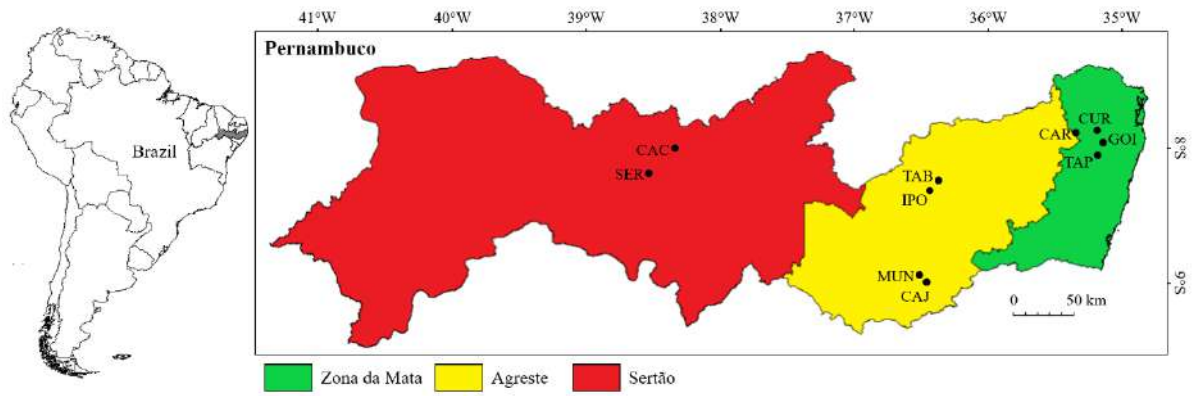 41°W 40°W 39°W 38°W 37°W 36°W 35°W
Pernambuco
Brazil
CAC
SER
CAR
CUR
GOI
TAP
TAB
IPO
MUN
CAJ
8°S
9°S
0 50 km
Zona da Mata Agreste Sertão